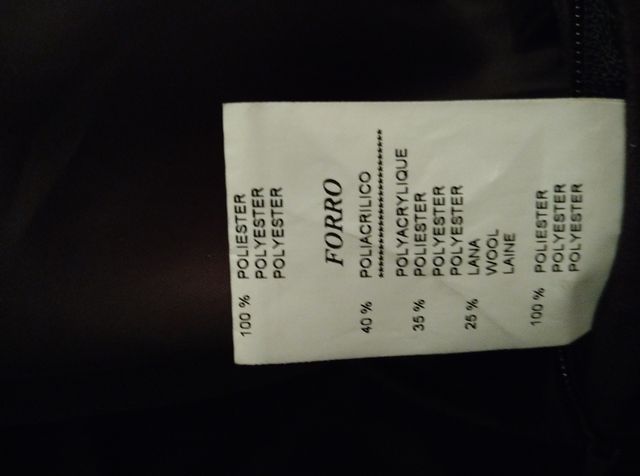 100 % POLIESTER
POLYESTER
POLYESTER
FORRO
40 % POLIACRILICO
************************
POLYACRYLIQUE
35 % POLIESTER
POLYESTER
POLYESTER
25 % LANA
WOOL
LAINE
100 % POLIESTER
POLYESTER
POLYESTER